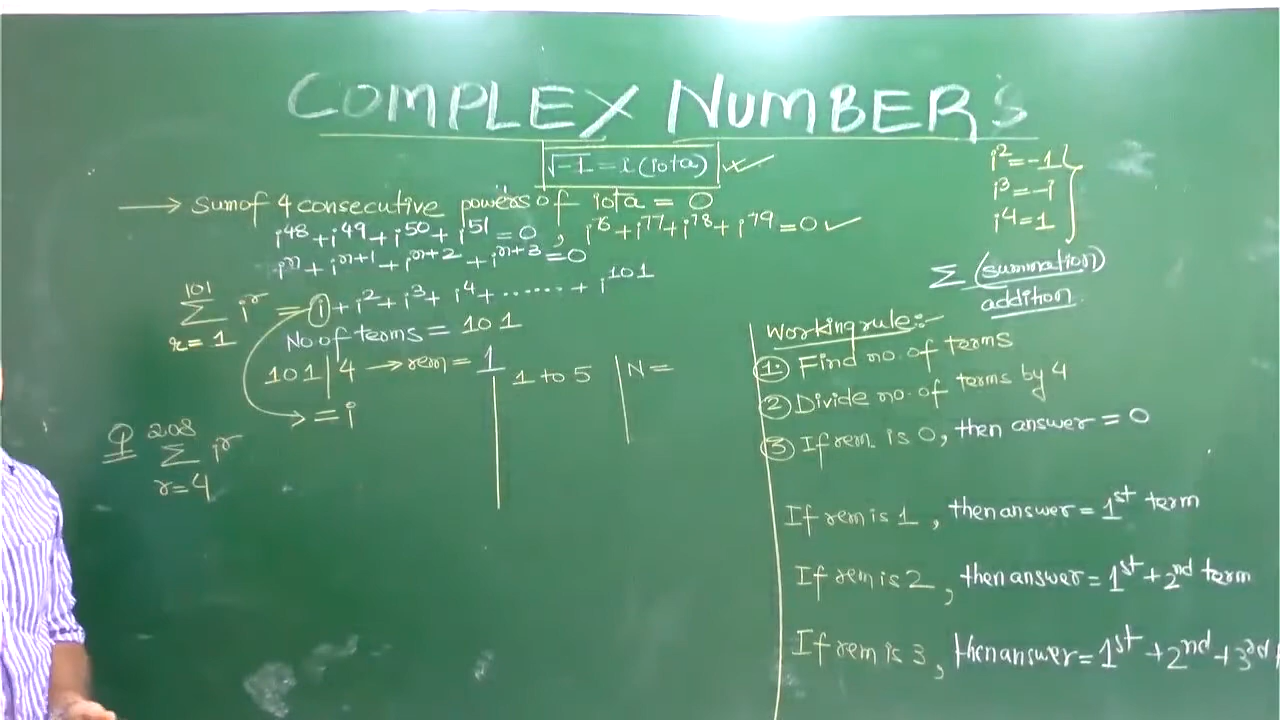 COMPLEX NUMBER's
√-1 = i (iota)
→ Sum of 4 consecutive powers of iota = 0
i⁴⁸ + i⁴⁹ + i⁵⁰ + i⁵¹ = 0 , i⁷⁶ + i⁷⁷ + i⁷⁸ + i⁷⁹ = 0 ✓
iⁿ + iⁿ⁺¹ + iⁿ⁺² + iⁿ⁺³ = 0
101
Σ iʳ = i + i² + i³ + i⁴ + ...... + i¹⁰¹
r = 1
No of terms = 101
101 | 4 → rem = 1
= i
1 to 5
N =
Q 208
Σ iʳ
r = 4
i² = -1
i³ = -i
i⁴ = 1
Σ (summation)
addition
Working rule:-
1. Find no. of terms
2 Divide no. of terms by 4
3 If rem is 0, then answer = 0
If rem is 1, then answer = 1st term
If rem is 2, then answer = 1st + 2nd term
If rem is 3, then answer = 1st + 2nd + 3rd